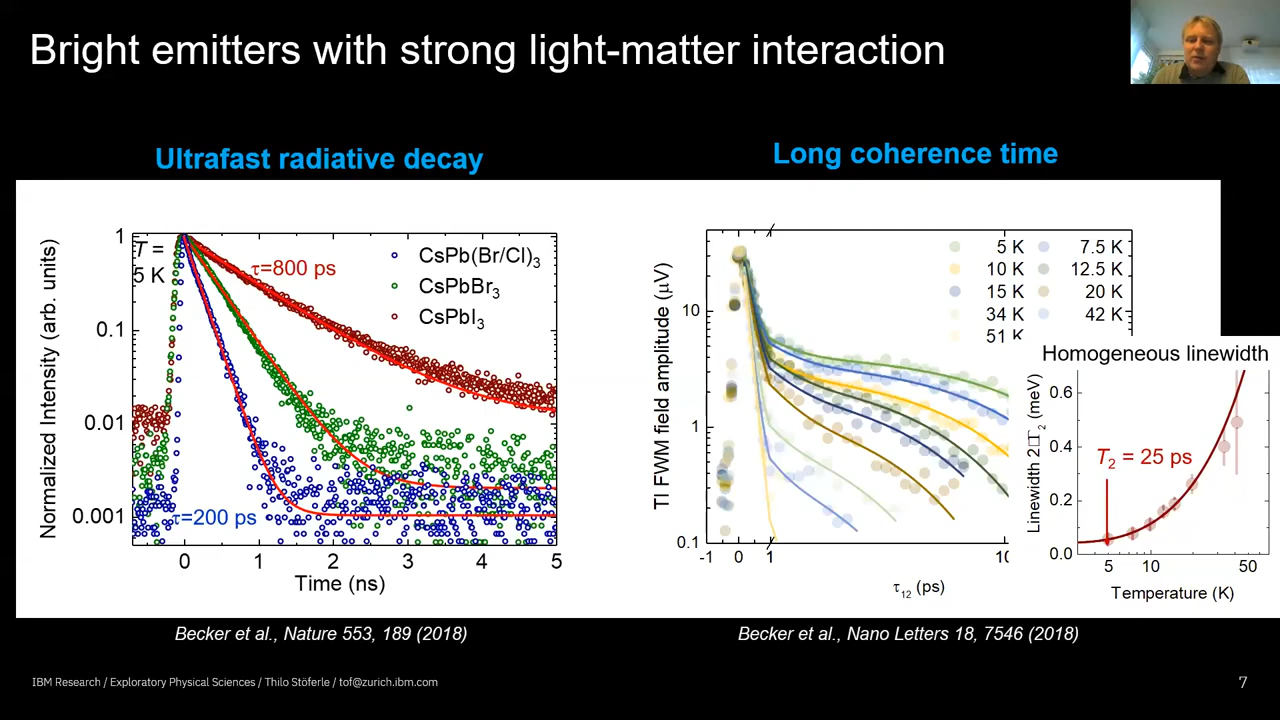 Bright emitters with strong light-matter interaction
Ultrafast radiative decay
Long coherence time
Normalized Intensity (arb. units)
1
0.1
0.01
0.001
T =
5 K
τ=800 ps
τ=200 ps
CsPb(Br/Cl)3
CsPbBr3
CsPbI3
0
1
2
3
4
5
Time (ns)
TI FWM field amplitude (μV)
10
1
0.1
5 K
7.5 K
10 K
12.5 K
15 K
20 K
34 K
42 K
51 K
-1
0
1
10
τ12 (ps)
Homogeneous linewidth
Linewidth 2□Γ2 (meV)
0.6
0.4
0.2
0.0
T2 = 25 ps
5
10
50
Temperature (K)
Becker et al., Nature 553, 189 (2018)
Becker et al., Nano Letters 18, 7546 (2018)
IBM Research / Exploratory Physical Sciences / Thilo Stöferle / tof@zurich.ibm.com
7